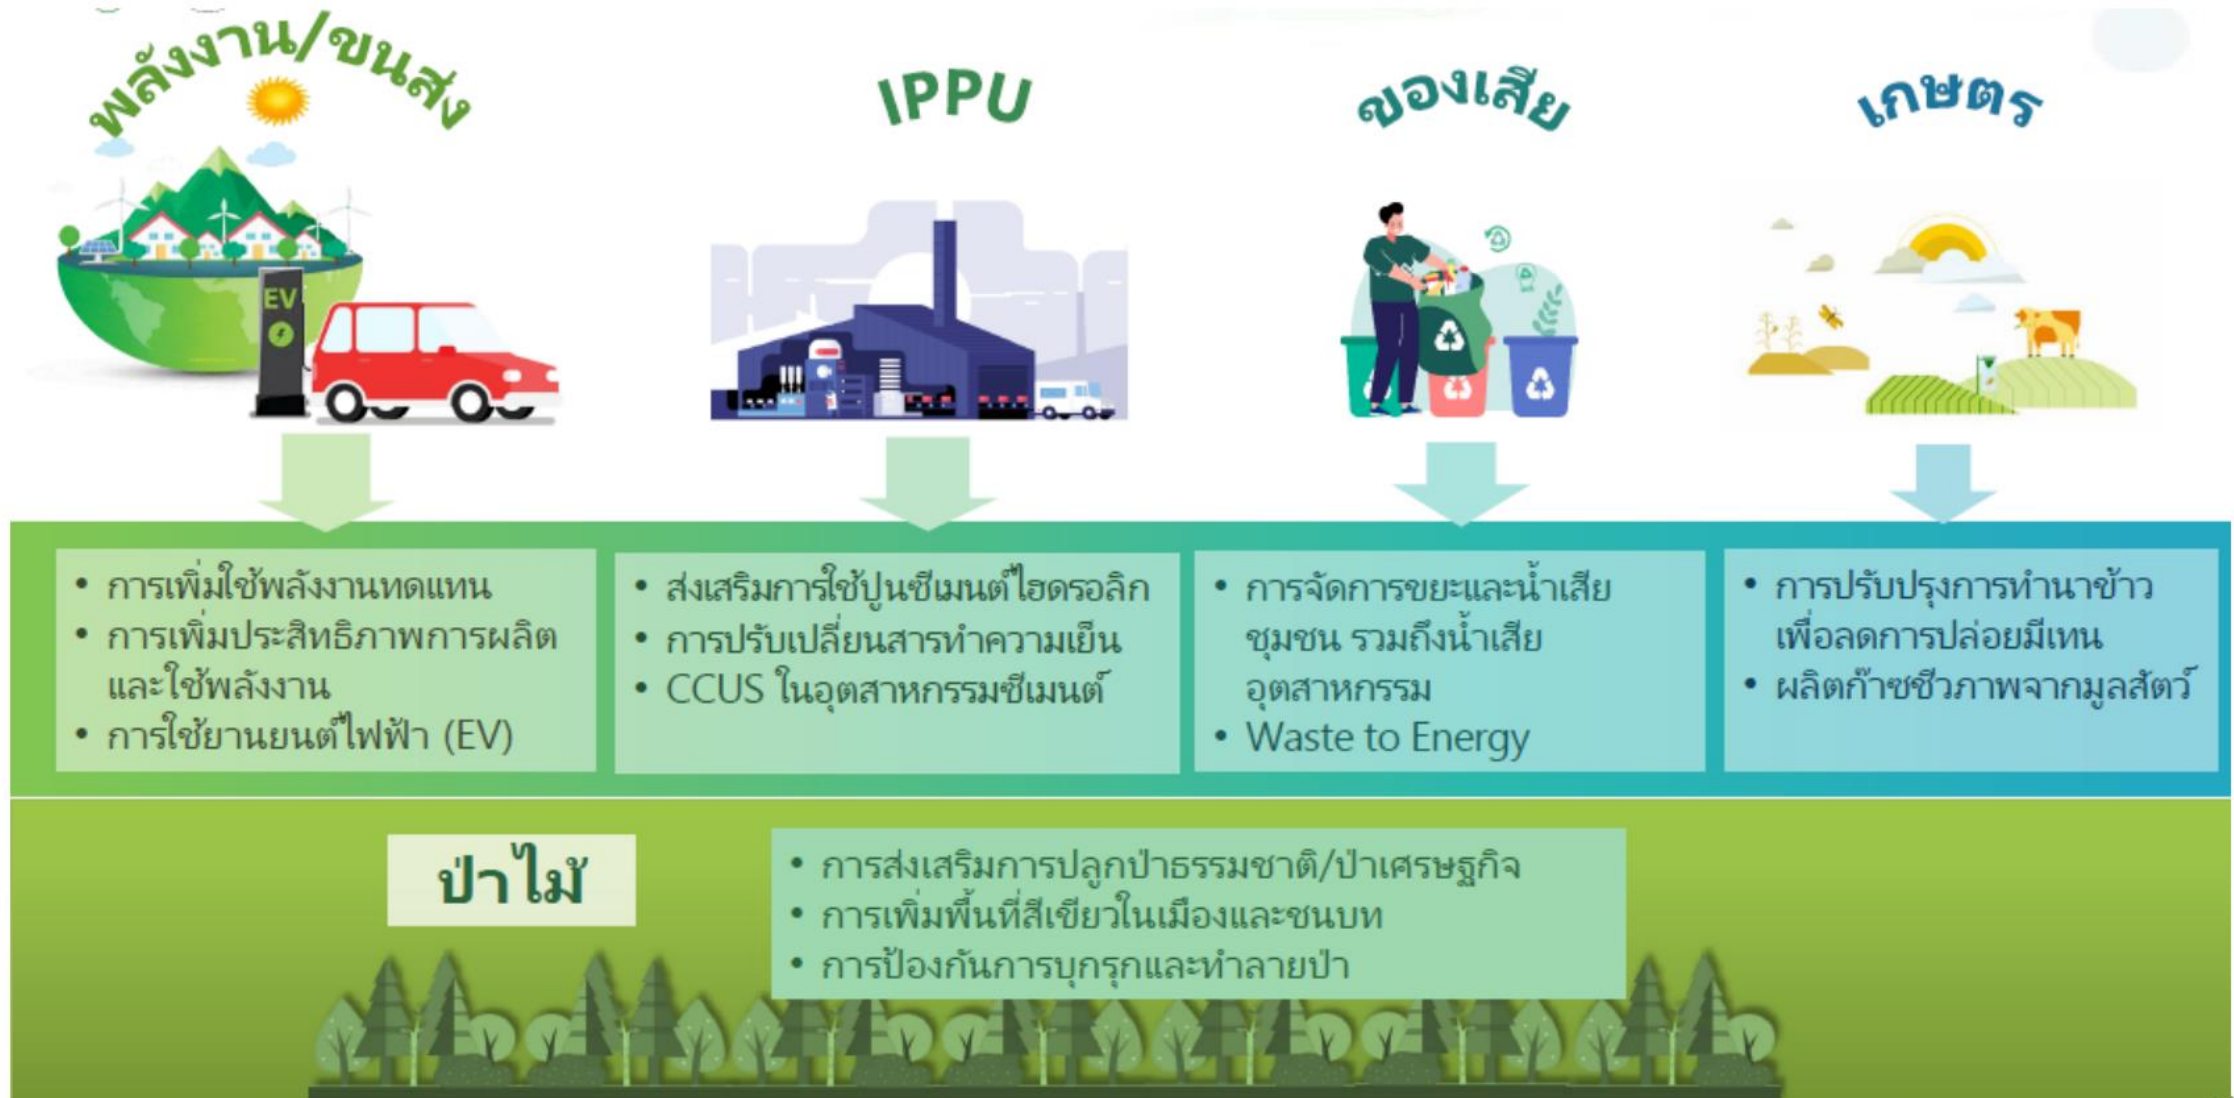 พลังงาน/ขนส่ง
IPPU
ของเสีย
เกษตร
EV
• การเพิ่มใช้พลังงานทดแทน
• การเพิ่มประสิทธิภาพการผลิต
และใช้พลังงาน
• การใช้ยานยนต์ไฟฟ้า (EV)
• ส่งเสริมการใช้ปูนซีเมนต์ไฮดรอลิก
• การปรับเปลี่ยนสารทำความเย็น
• CCUS ในอุตสาหกรรมซีเมนต์
• การจัดการขยะและน้ำเสีย
ชุมชน รวมถึงน้ำเสีย
อุตสาหกรรม
• Waste to Energy
• การปรับปรุงการทำนาข้าว
เพื่อลดการปล่อยมีเทน
• ผลิตก๊าซชีวภาพจากมูลสัตว์
ป่าไม้
• การส่งเสริมการปลูกป่าธรรมชาติ/ป่าเศรษฐกิจ
• การเพิ่มพื้นที่สีเขียวในเมืองและชนบท
• การป้องกันการบุกรุกและทำลายป่า